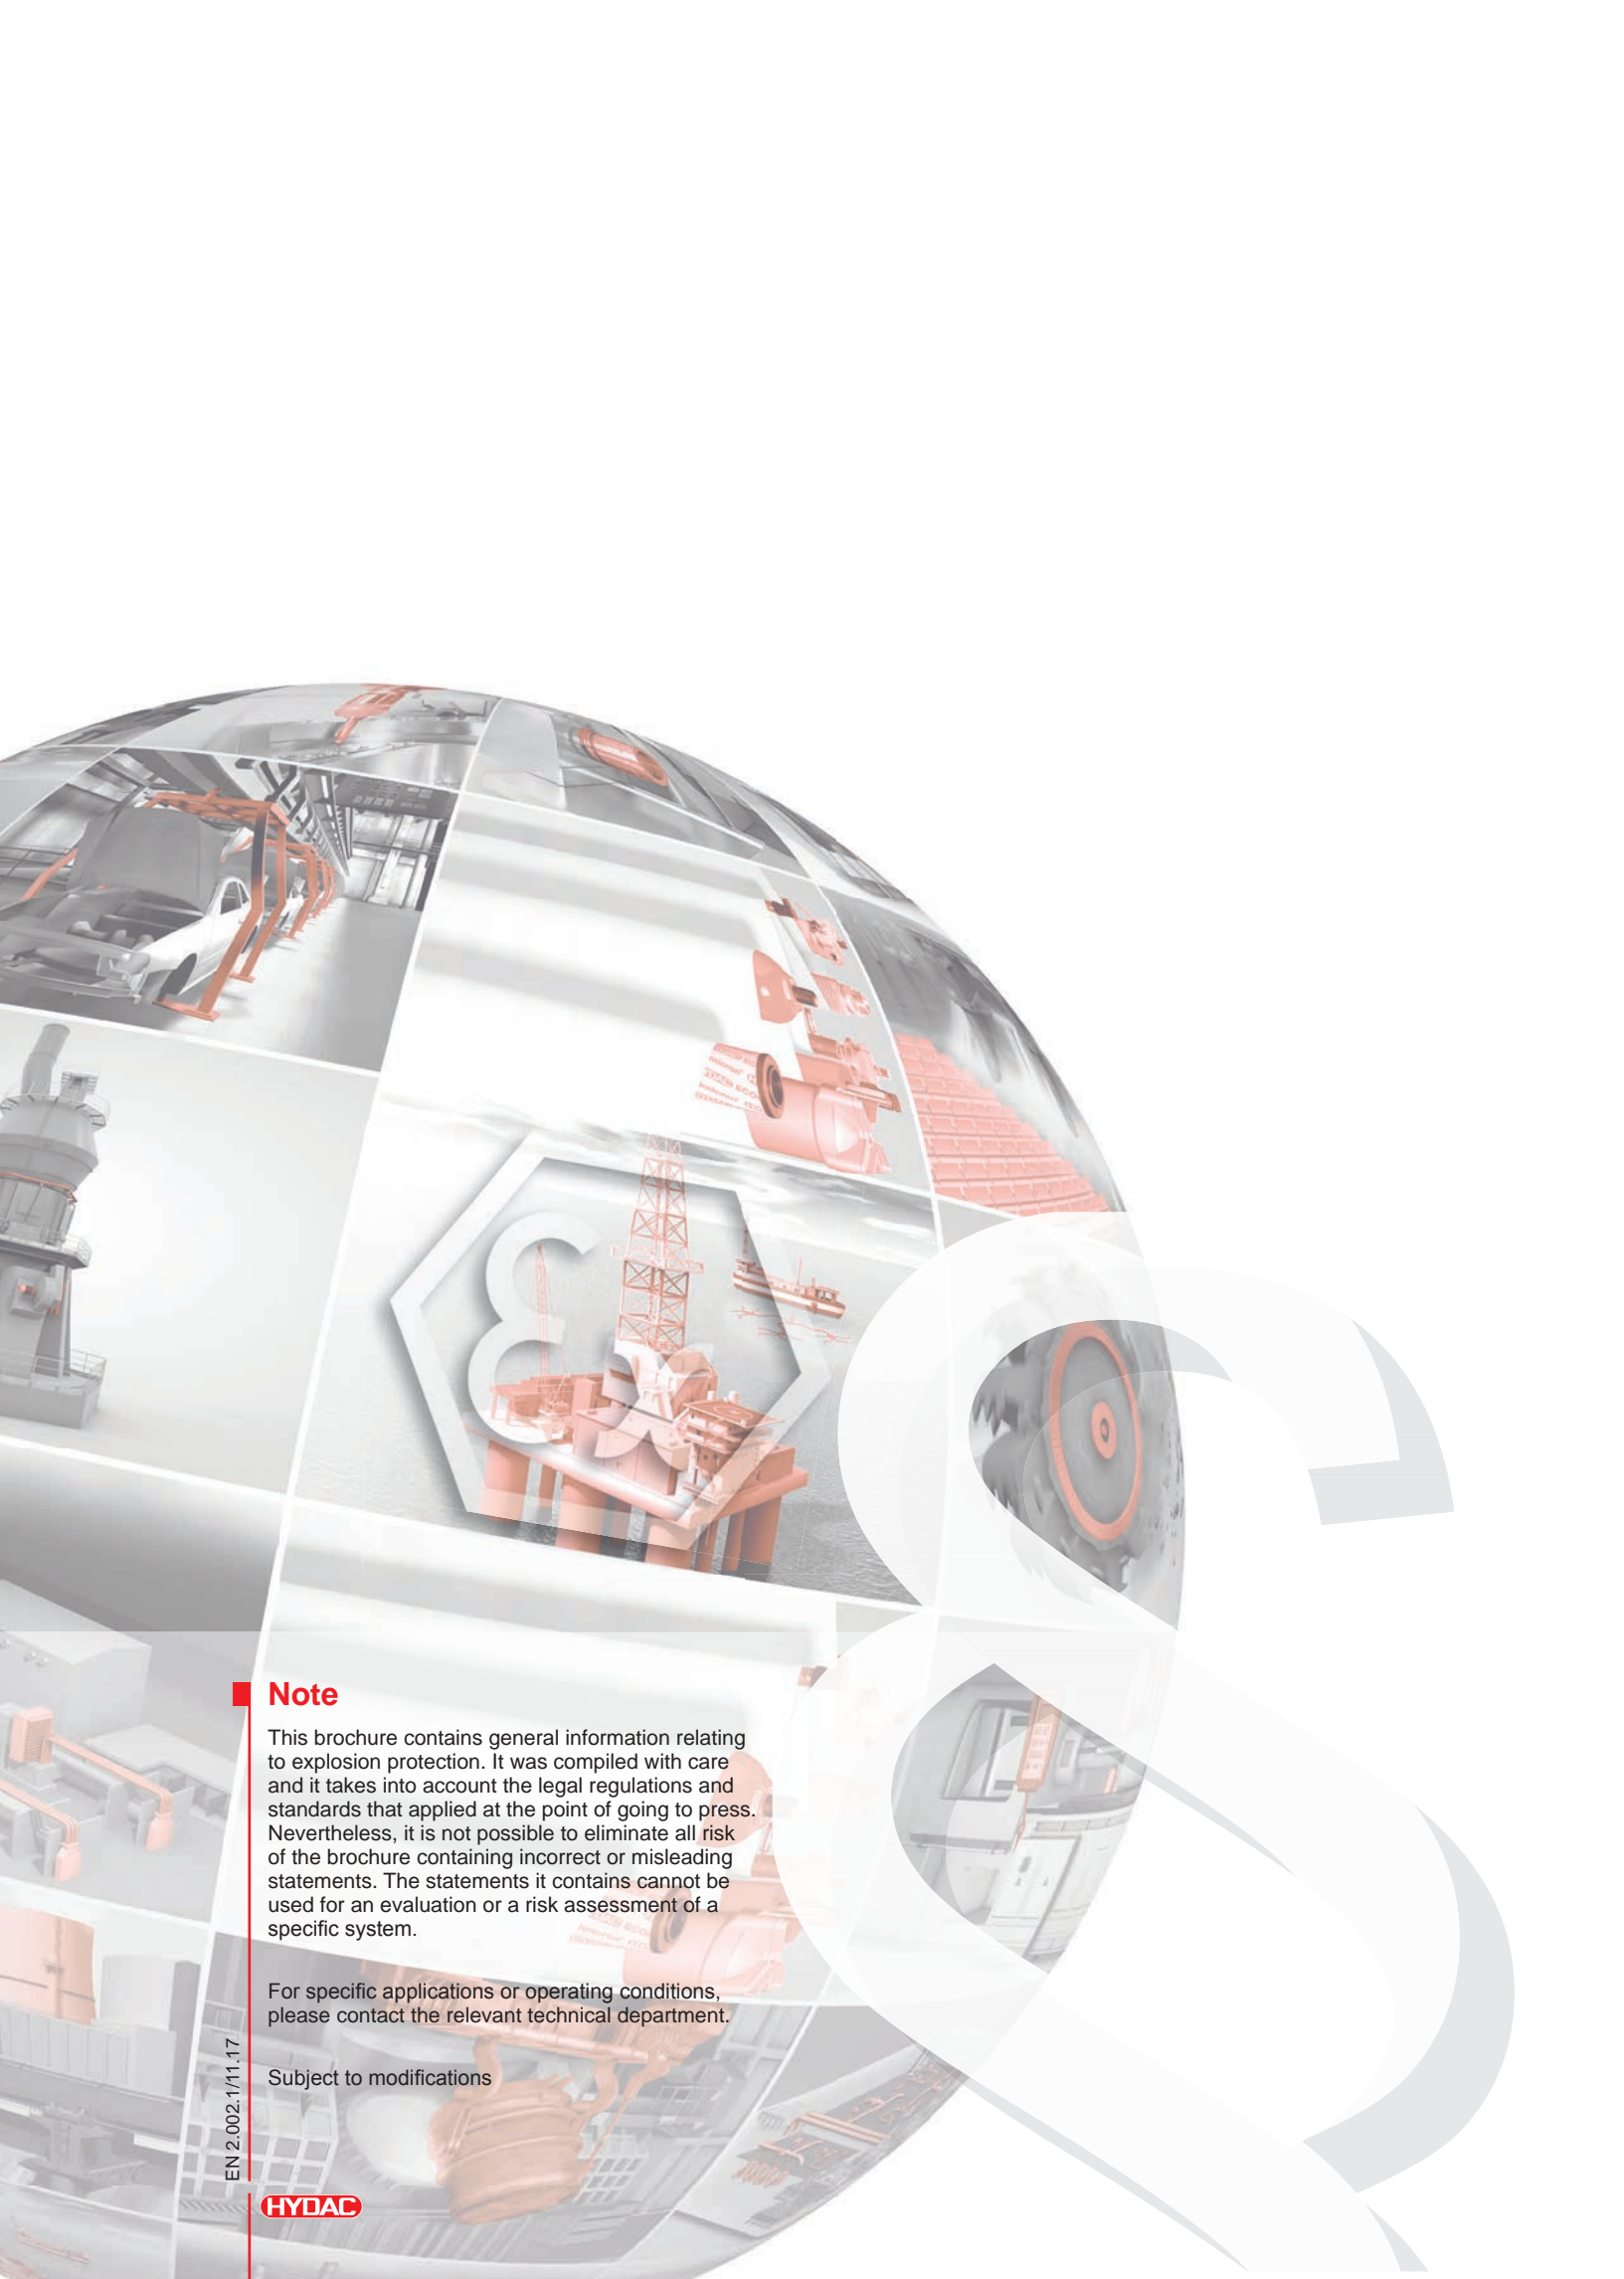 εx
Note
This brochure contains general information relating
to explosion protection. It was compiled with care
and it takes into account the legal regulations and
standards that applied at the point of going to press.
Nevertheless, it is not possible to eliminate all risk
of the brochure containing incorrect or misleading
statements. The statements it contains cannot be
used for an evaluation or a risk assessment of a
specific system.
For specific applications or operating conditions,
please contact the relevant technical department.
Subject to modifications
EN 2.002.1/11.17
HYDAC